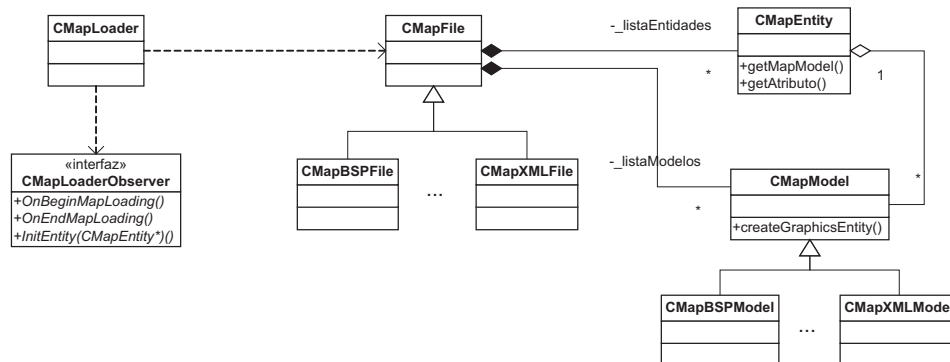 CMapLoader
CMapFile
-_listaEntidades
*
CMapEntity
+getMapModel()
+getAtributo()
1
«interfaz»
CMapLoaderObserver
+OnBeginMapLoading()
+OnEndMapLoading()
+InitEntity(CMapEntity*)()
CMapBSPFile
...
CMapXMLFile
-_listaModelos
*
CMapModel
+createGraphicsEntity()
*
CMapBSPModel
...
CMapXMLModel